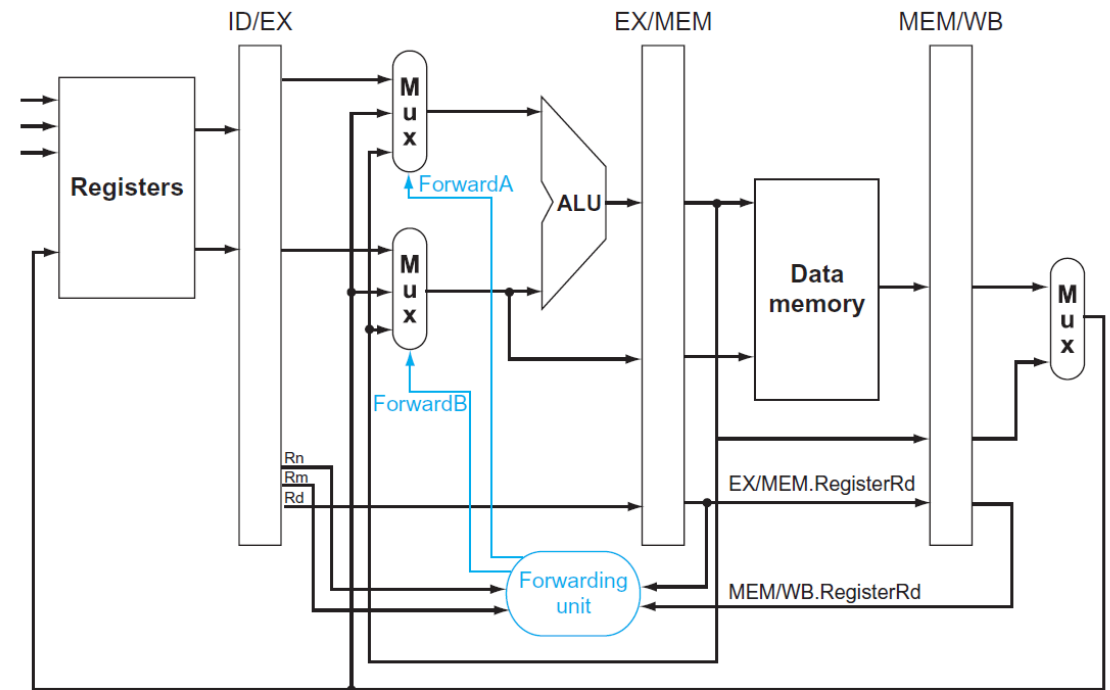 ID/EX
EX/MEM
MEM/WB
M
u
x
Registers
ForwardA
ALU
M
u
x
Data
memory
M
u
x
ForwardB
Rn
Rm
Rd
EX/MEM.RegisterRd
Forwarding
unit
MEM/WB.RegisterRd